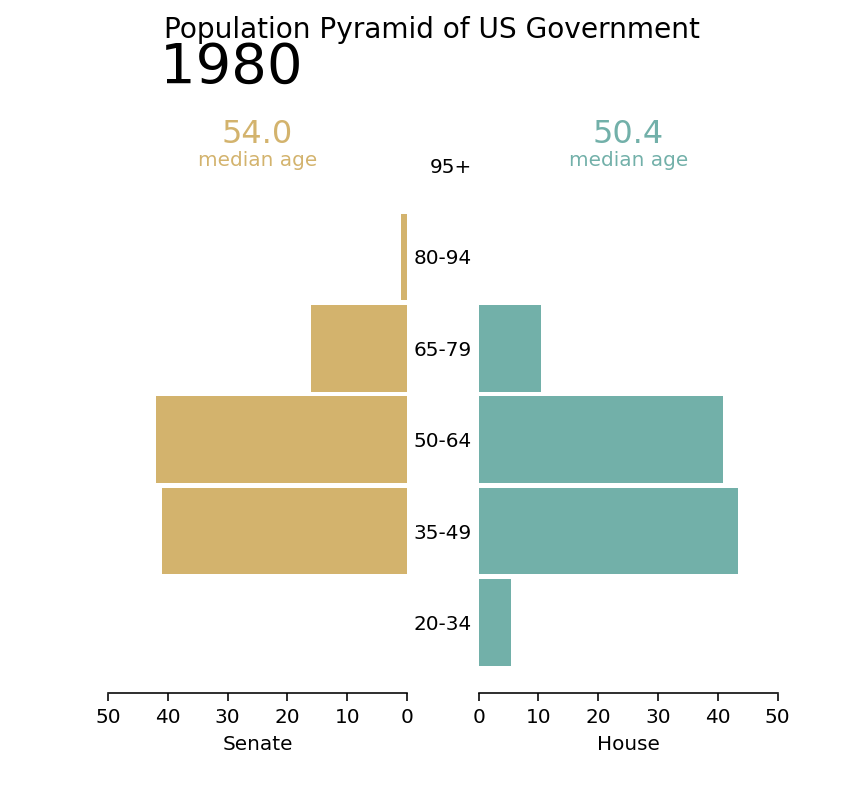 Population Pyramid of US Government
1980
54.0
median age
50.4
median age
95+
80-94
65-79
50-64
35-49
20-34
50 40 30 20 10 0
0 10 20 30 40 50
Senate
House